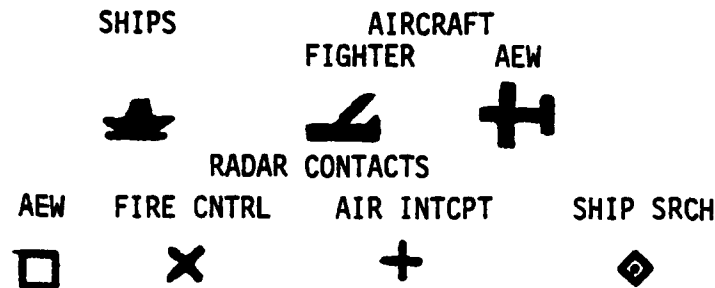 SHIPS AIRCRAFT
FIGHTER AEW
RADAR CONTACTS
AEW FIRE CNTRL AIR INTCPT SHIP SRCH